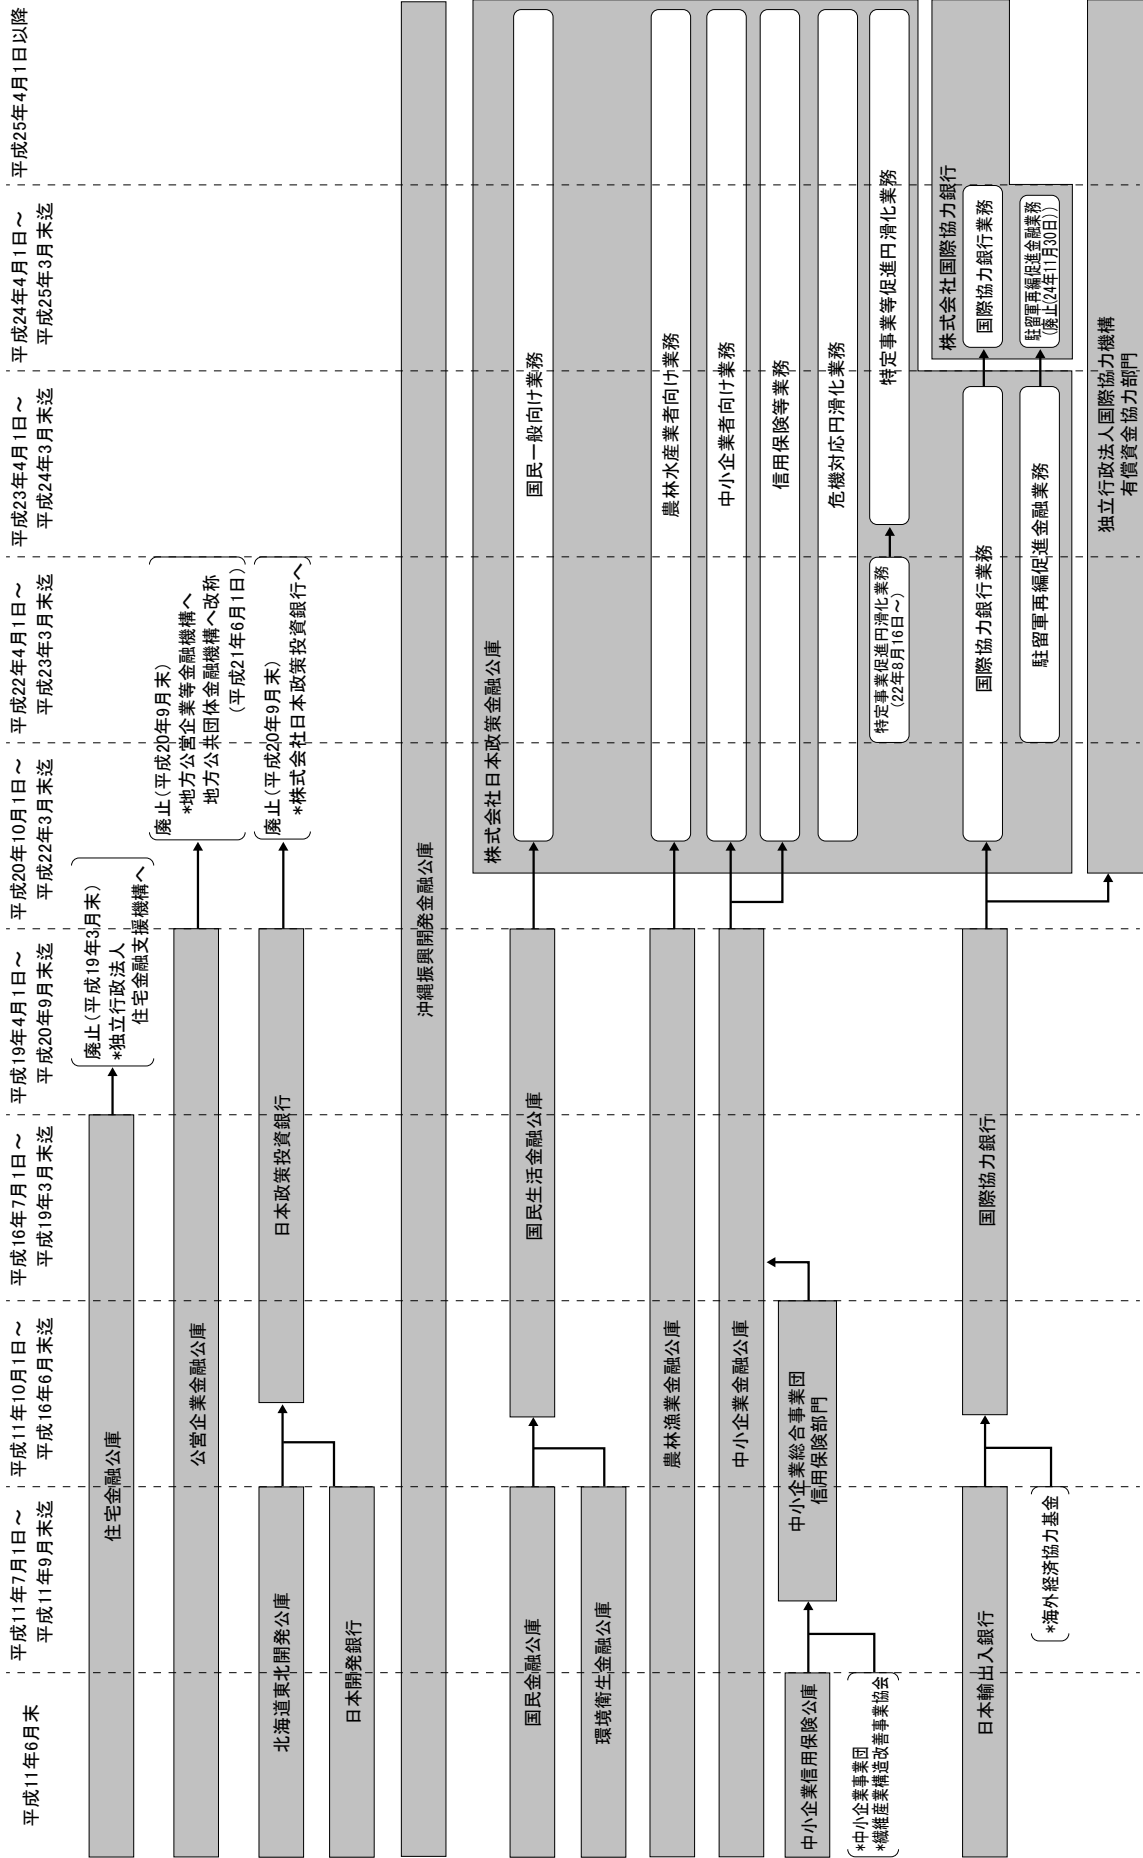 平成11年6月末
平成11年7月1日～
平成11年9月末迄
平成11年10月1日～
平成16年6月末迄
平成16年7月1日～
平成19年3月末迄
平成19年4月1日～
平成20年9月末迄
平成20年10月1日～
平成22年3月末迄
平成22年4月1日～
平成23年3月末迄
平成23年4月1日～
平成24年3月末迄
平成24年4月1日～
平成25年3月末迄
平成25年4月1日以降
住宅金融公庫
廃止(平成19年3月末)
*独立行政法人
住宅金融支援機構へ
公営企業金融公庫
廃止(平成20年9月末)
*地方公営企業等金融機構へ
地方公共団体金融機構へ改称
(平成21年6月1日)
北海道東北開発公庫
日本開発銀行
日本政策投資銀行
廃止(平成20年9月末)
*株式会社日本政策投資銀行へ
沖縄振興開発金融公庫
株式会社日本政策金融公庫
国民金融公庫
環境衛生金融公庫
国民生活金融公庫
国民一般向け業務
農林漁業金融公庫
農林水産業者向け業務
中小企業金融公庫
中小企業者向け業務
中小企業信用保険公庫
*中小企業事業団
*繊維産業構造改善事業協会
中小企業総合事業団
信用保険部門
信用保険等業務
危機対応円滑化業務
特定事業促進円滑化業務
(22年8月16日～)
特定事業等促進円滑化業務
株式会社国際協力銀行
日本輸出入銀行
*海外経済協力基金
国際協力銀行
国際協力銀行業務
国際協力銀行業務
駐留軍再編促進金融業務
駐留軍再編促進金融業務
(廃止(24年11月30日))
独立行政法人国際協力機構
有償資金協力部門